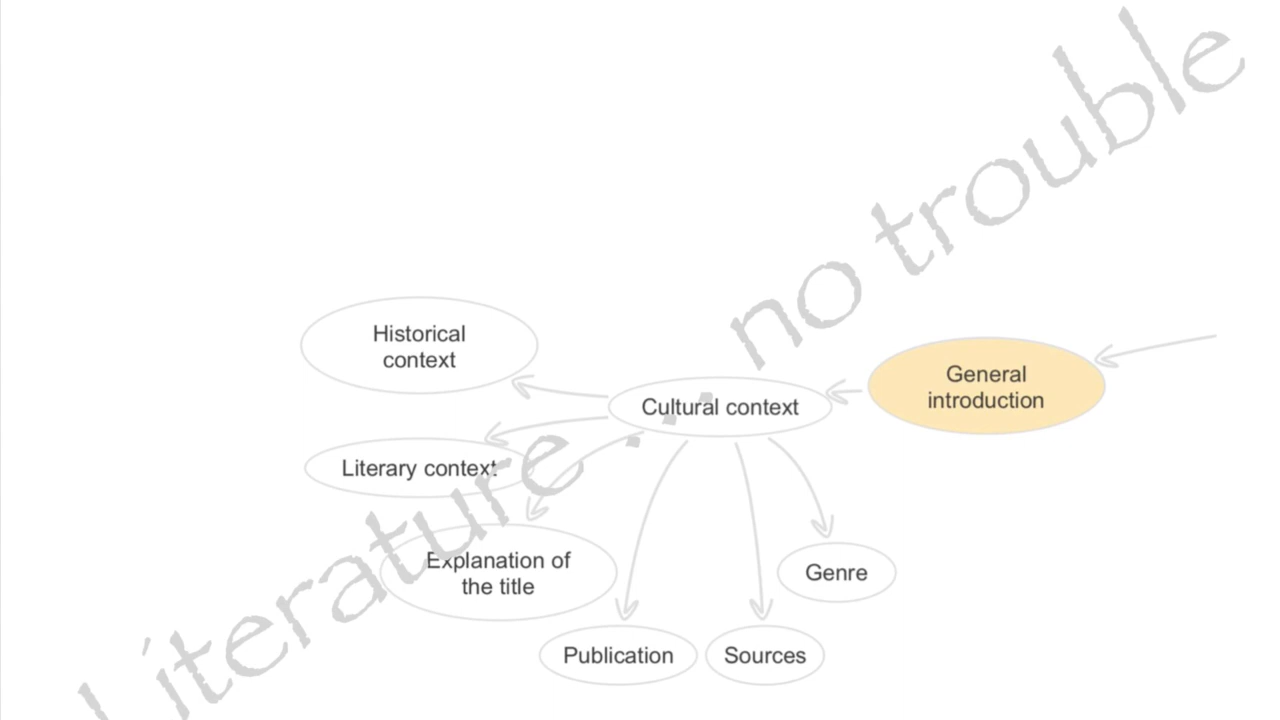 Literature . . . no trouble
Historical
context
General
introduction
Cultural context
Literary context
Explanation of
the title
Genre
Publication
Sources